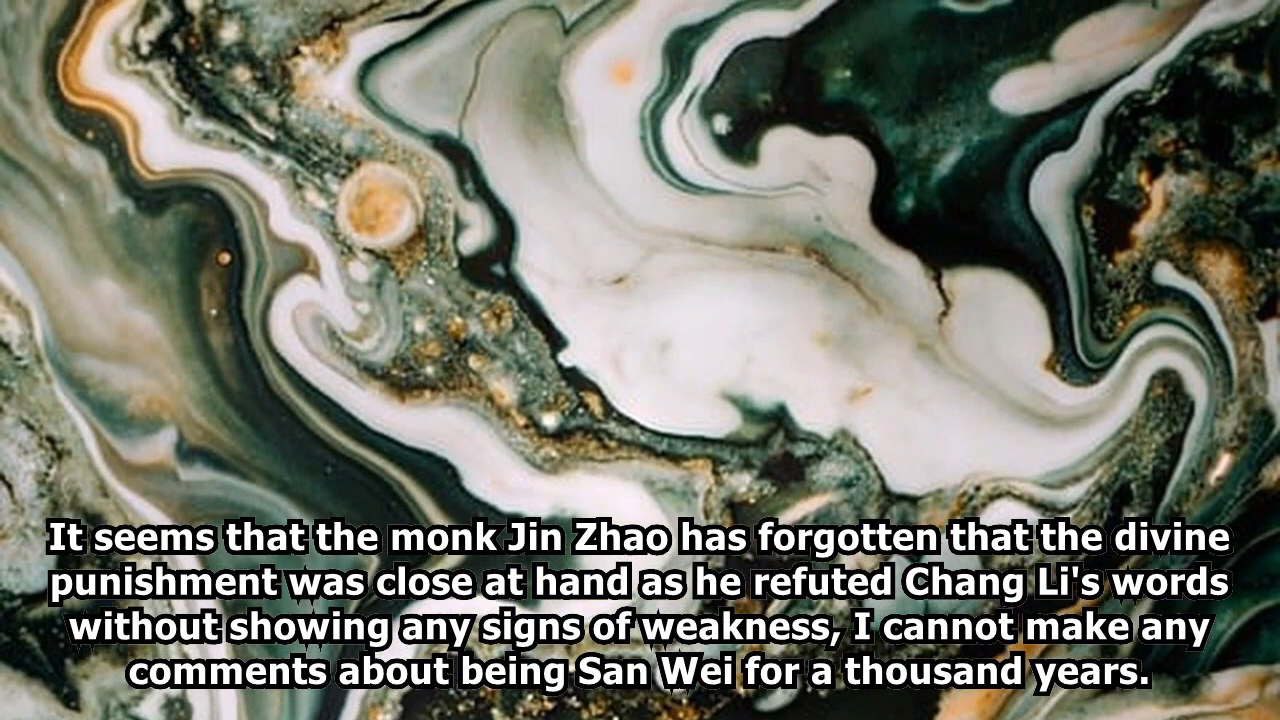 It seems that the monk Jin Zhao has forgotten that the divine
punishment was close at hand as he refuted Chang Li's words
without showing any signs of weakness, I cannot make any
comments about being San Wei for a thousand years.